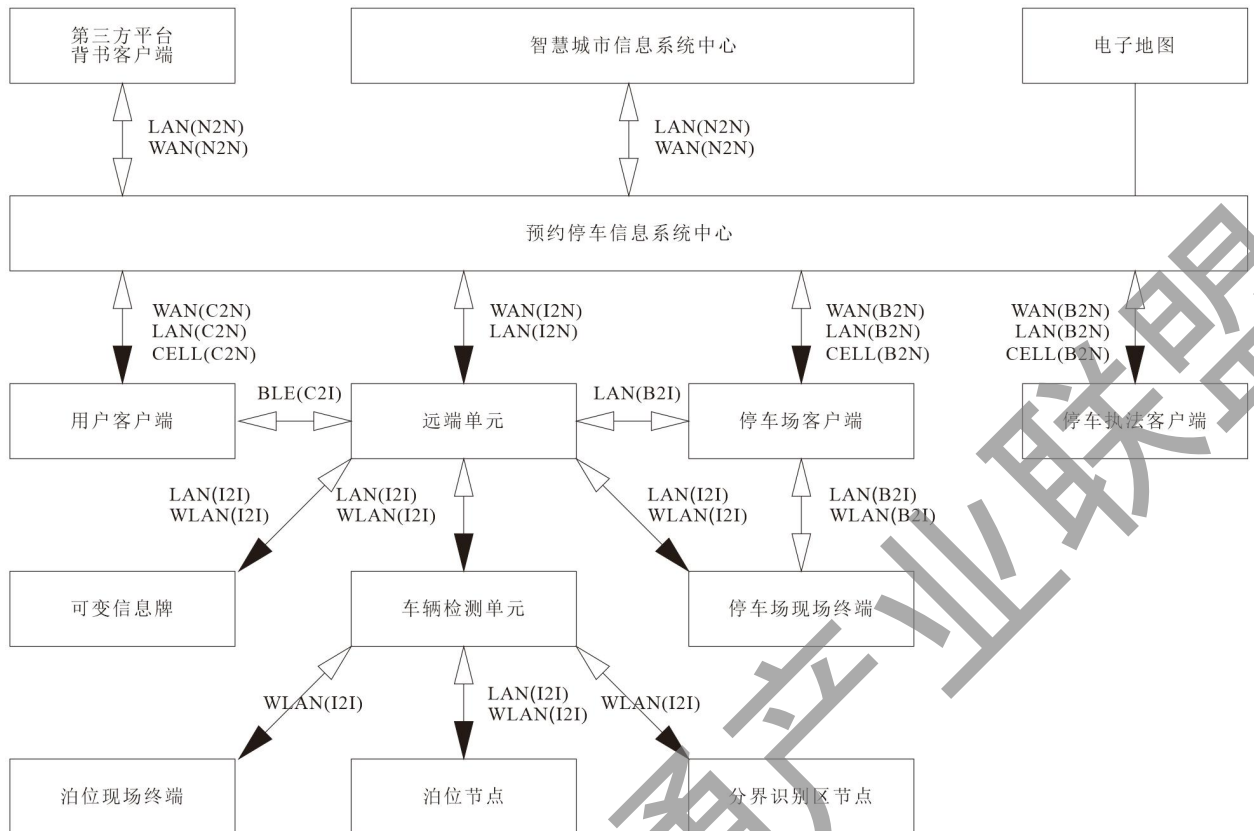 第三方平台
背书客户端
智慧城市信息系统中心
电子地图
LAN(N2N)
WAN(N2N)
LAN(N2N)
WAN(N2N)
预约停车信息系统中心
WAN(C2N)
LAN(C2N)
CELL(C2N)
WAN(I2N)
LAN(I2N)
WAN(B2N)
LAN(B2N)
CELL(B2N)
WAN(B2N)
LAN(B2N)
CELL(B2N)
用户客户端
BLE(C2I)
远端单元
LAN(B2I)
停车场客户端
停车执法客户端
LAN(I2I)
WLAN(I2I)
LAN(I2I)
WLAN(I2I)
LAN(I2I)
WLAN(I2I)
LAN(B2I)
WLAN(B2I)
可变信息牌
车辆检测单元
停车场现场终端
WLAN(I2I)
LAN(I2I)
WLAN(I2I)
WLAN(I2I)
泊位现场终端
泊位节点
分界识别区节点
通产业联盟